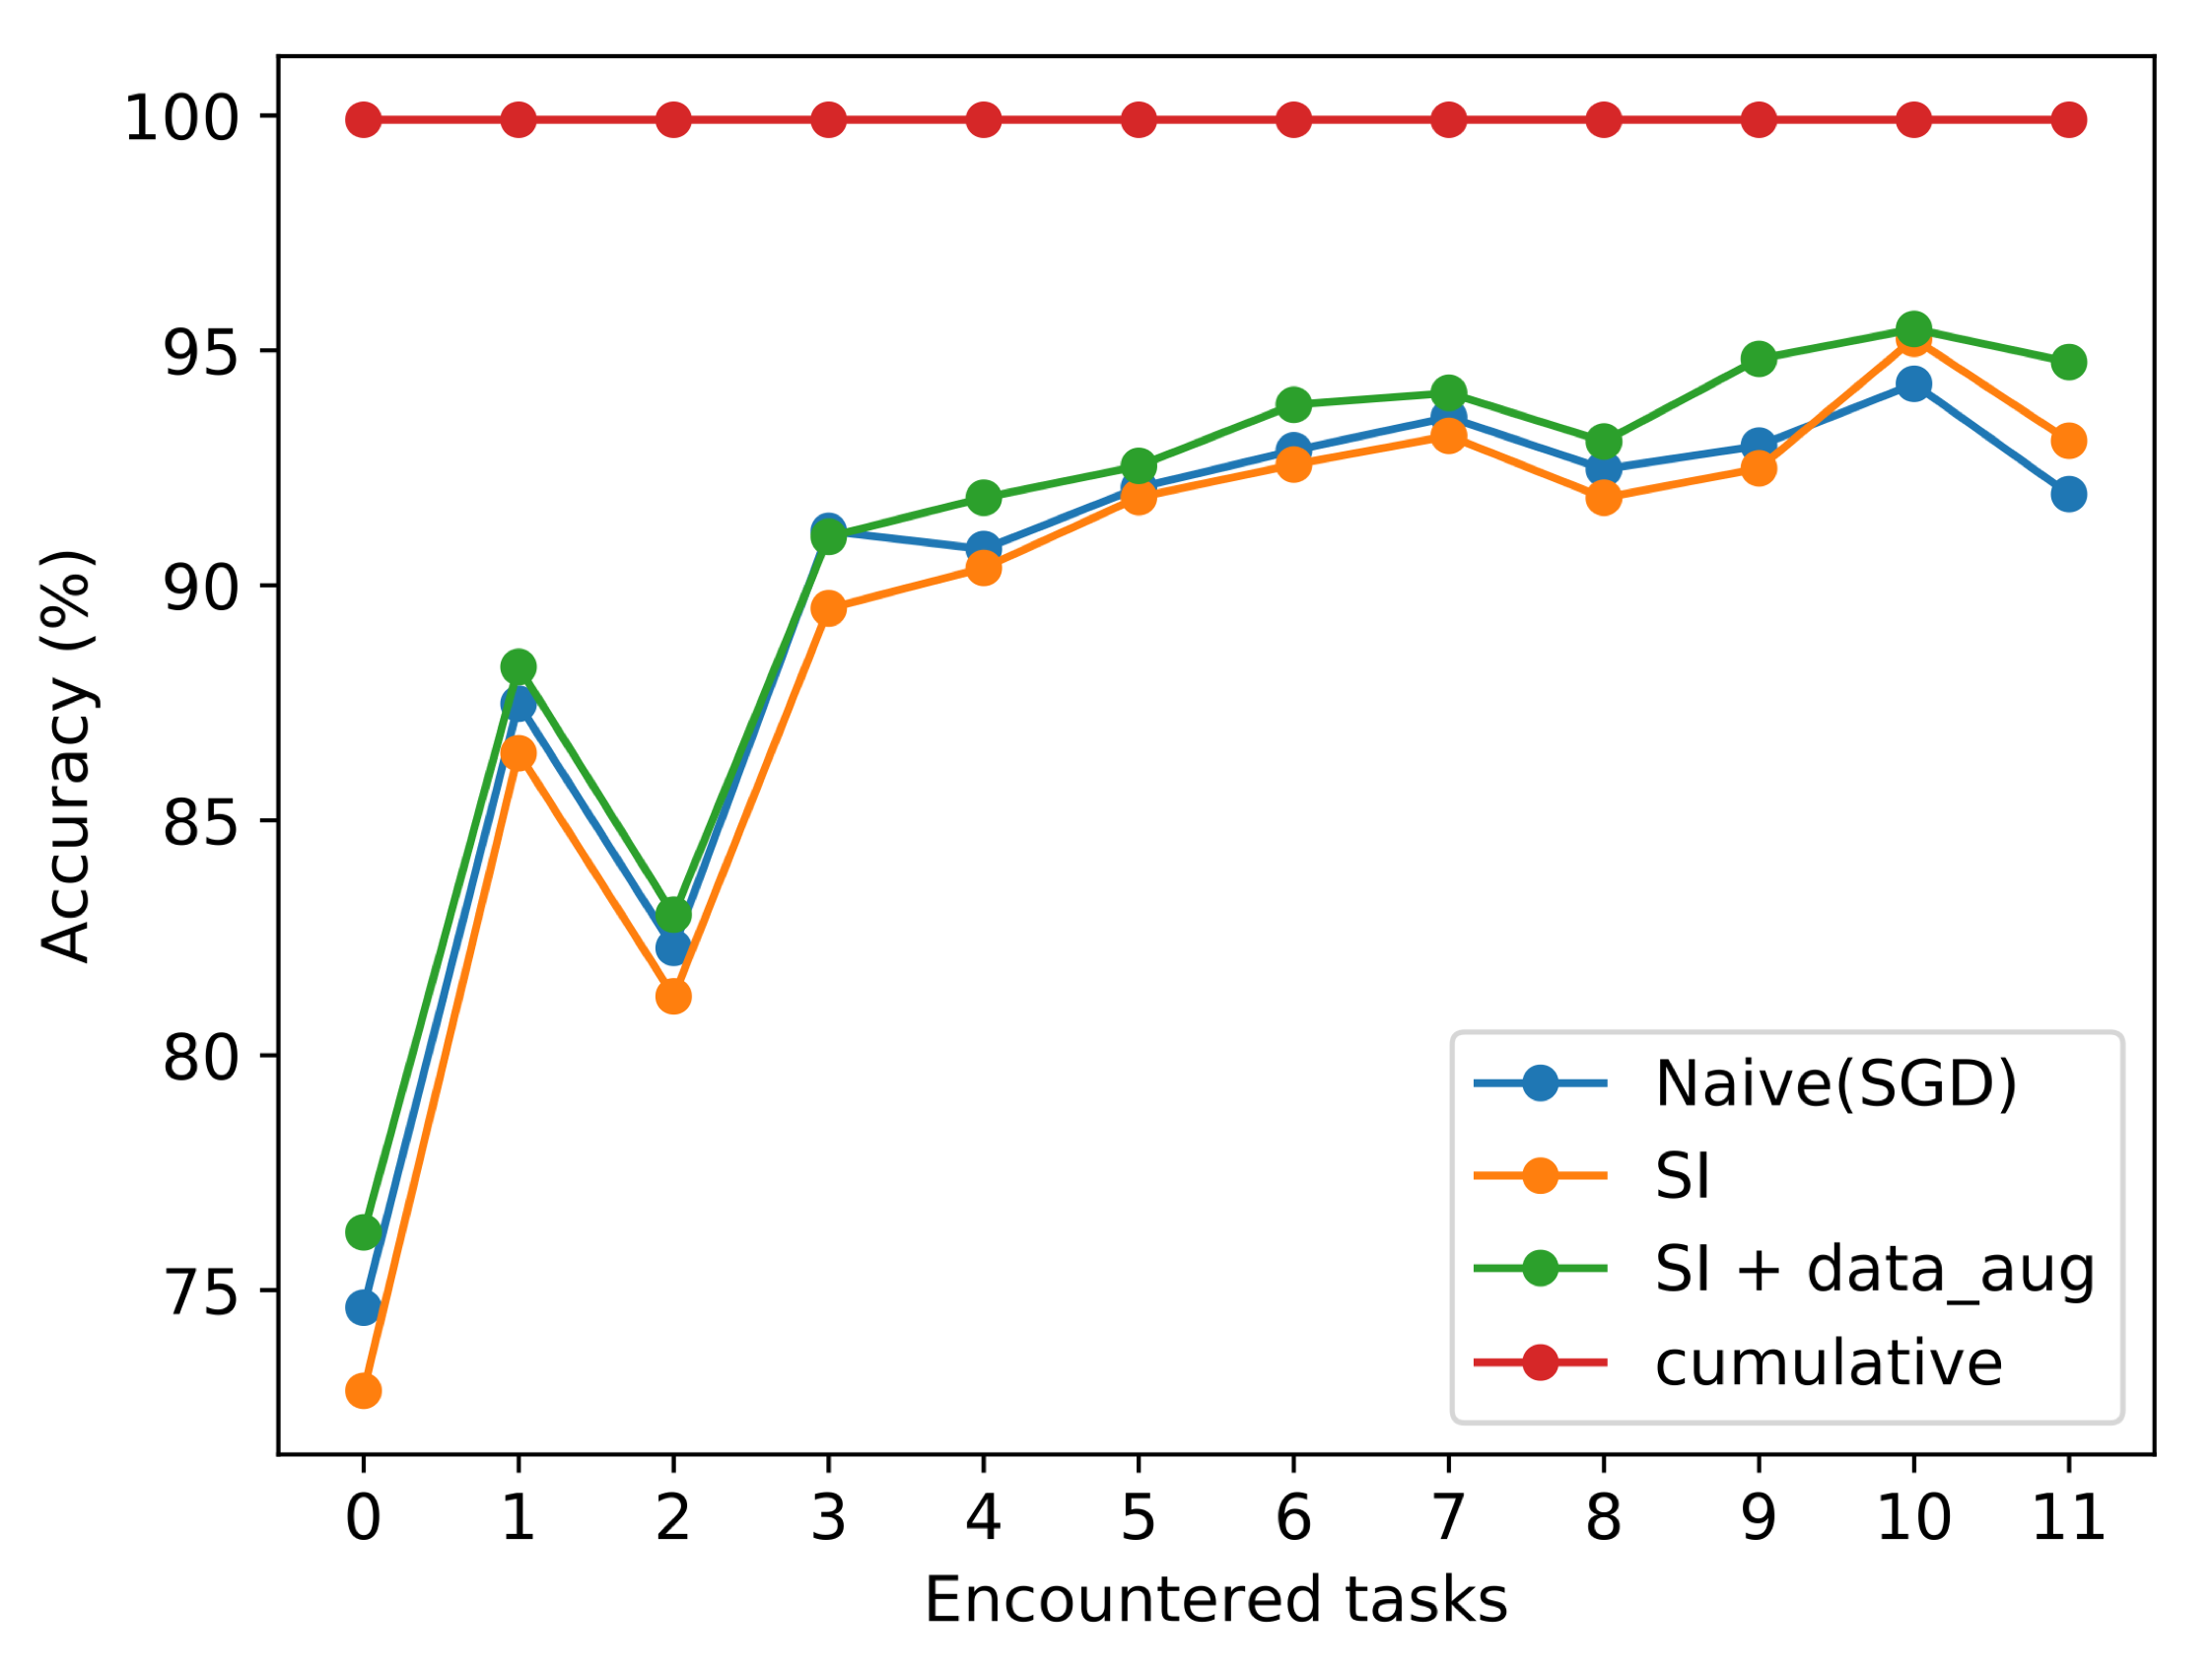 100
95
90
85
80
75
Accuracy (%)
0 1 2 3 4 5 6 7 8 9 10 11
Encountered tasks
Naive(SGD)
SI
SI + data_aug
cumulative